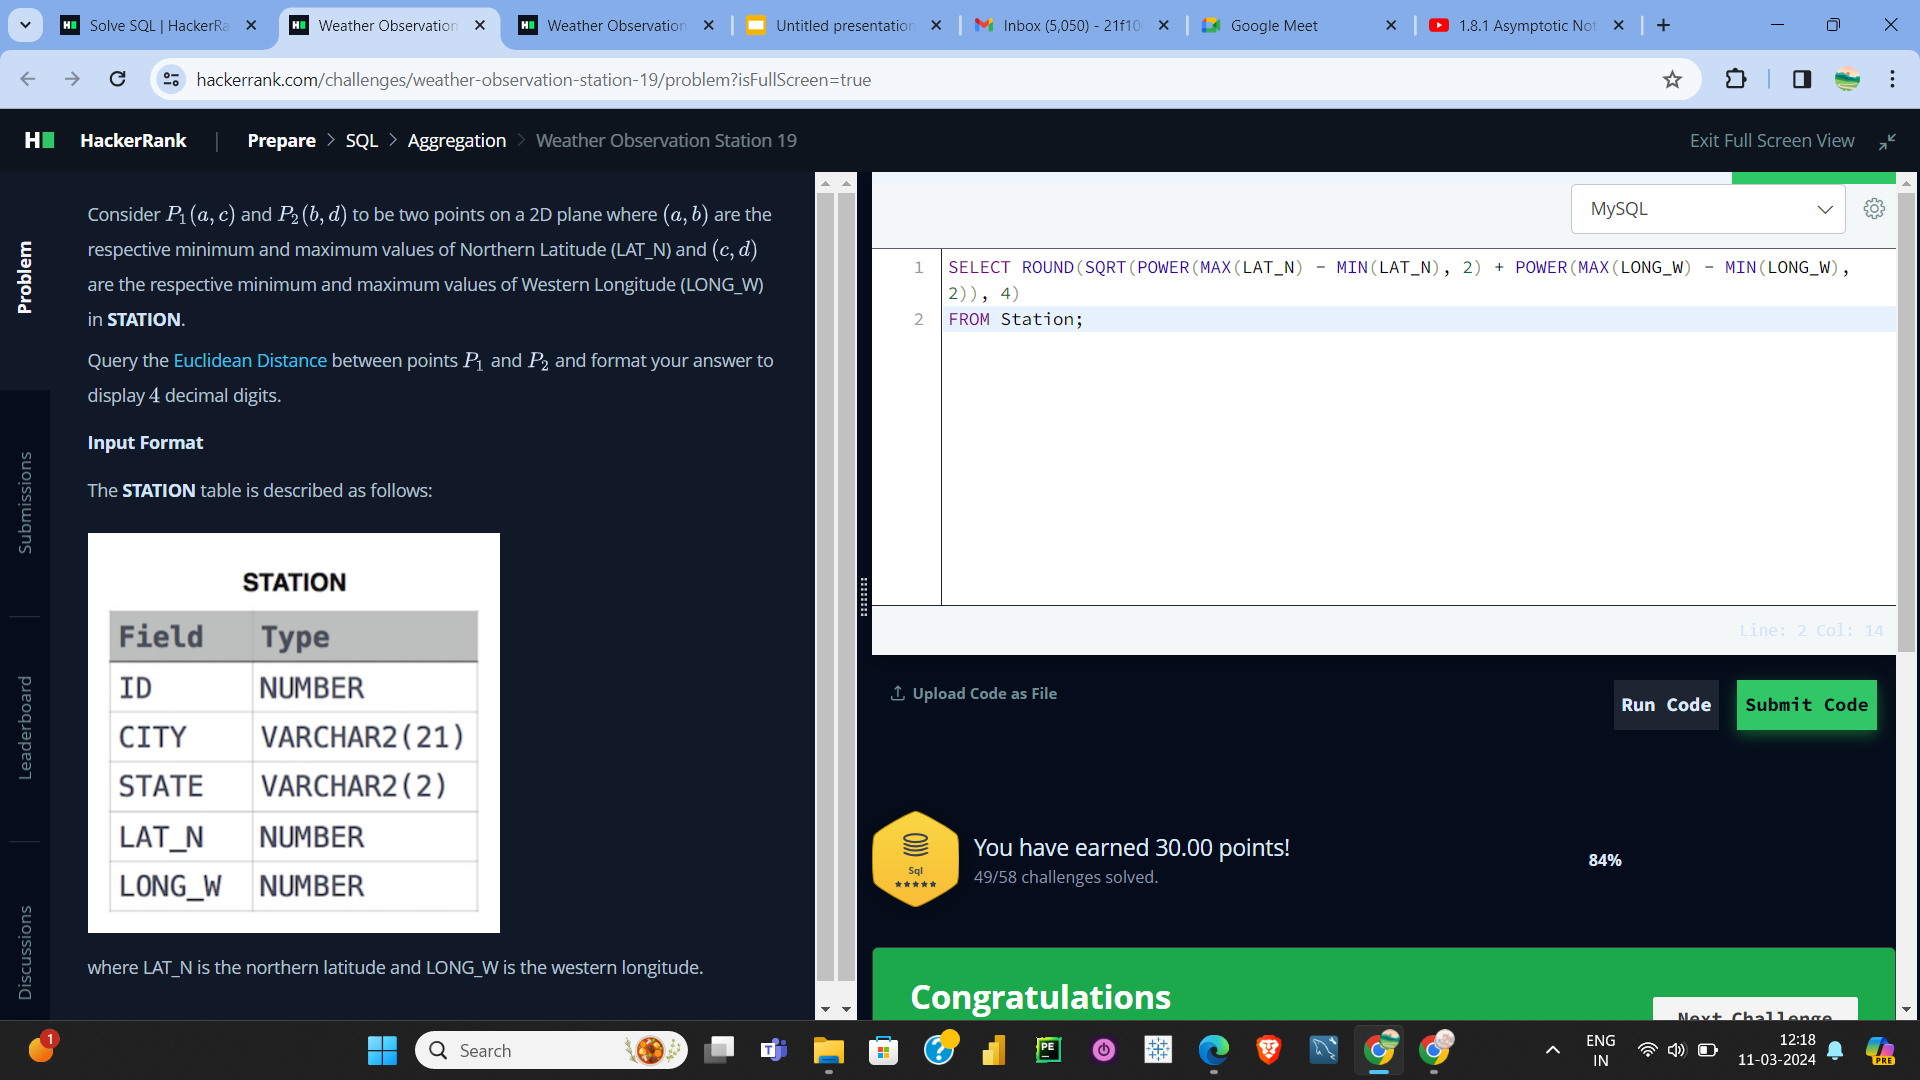 Solve SQL | HackerRa
Weather Observation
Weather Observation
Untitled presentation
Inbox (5,050) - 21f10
Google Meet
1.8.1 Asymptotic Not
hackerrank.com/challenges/weather-observation-station-19/problem?isFullScreen=true
HackerRank | Prepare > SQL > Aggregation > Weather Observation Station 19
Exit Full Screen View
Problem
Submissions
Leaderboard
Discussions
Consider P₁(a, c) and P₂(b, d) to be two points on a 2D plane where (a, b) are the
respective minimum and maximum values of Northern Latitude (LAT_N) and (c, d)
are the respective minimum and maximum values of Western Longitude (LONG_W)
in STATION.
Query the Euclidean Distance between points P₁ and P₂ and format your answer to
display 4 decimal digits.
Input Format
The STATION table is described as follows:
STATION
Field Type
ID NUMBER
CITY VARCHAR2(21)
STATE VARCHAR2(2)
LAT_N NUMBER
LONG_W NUMBER
where LAT_N is the northern latitude and LONG_W is the western longitude.
MySQL
1 SELECT ROUND(SQRT(POWER(MAX(LAT_N) - MIN(LAT_N), 2) + POWER(MAX(LONG_W) - MIN(LONG_W),
2)), 4)
2 FROM Station;
Line: 2 Col: 14
Upload Code as File
Run Code
Submit Code
Sql
You have earned 30.00 points!
49/58 challenges solved.
84%
Congratulations
Next Challenge
1
Search
PE
ENG
IN
12:18
11-03-2024
PRE